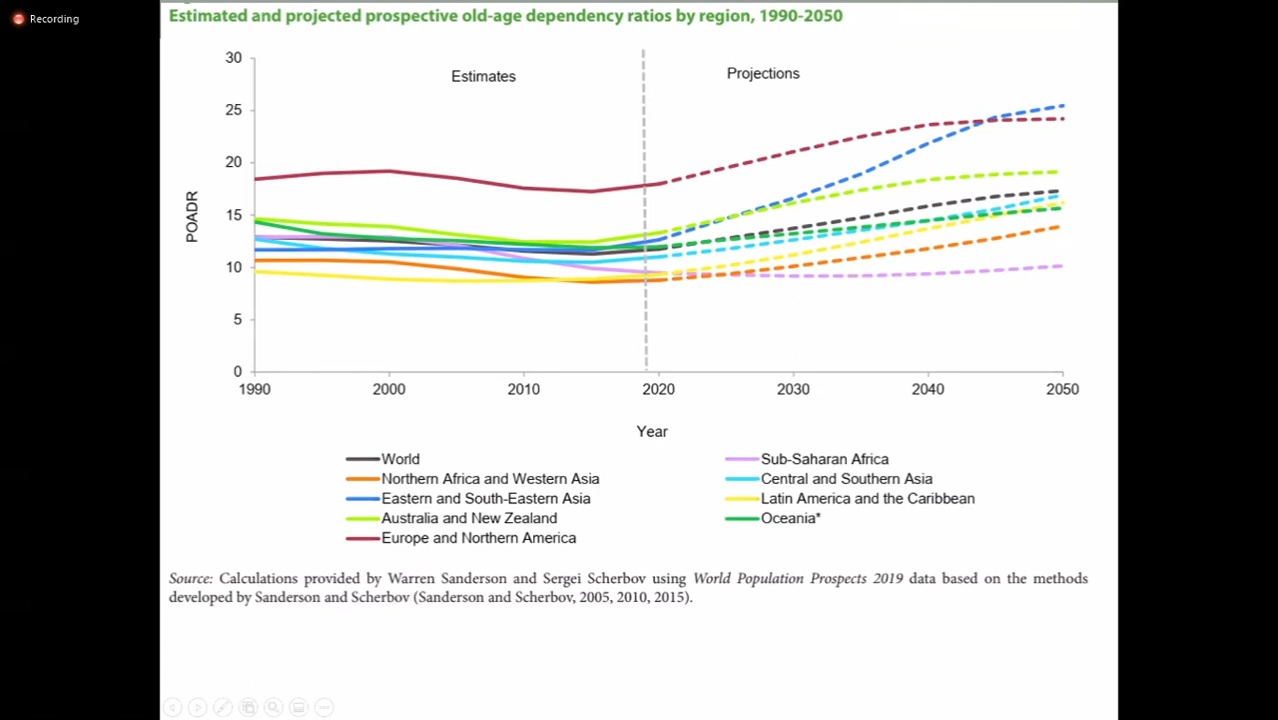 Recording
Estimated and projected prospective old-age dependency ratios by region, 1990-2050
30
Estimates
Projections
25
20
15
POADR
10
5
0
1990
2000
2010
2020
2030
2040
2050
Year
World
Sub-Saharan Africa
Northern Africa and Western Asia
Central and Southern Asia
Eastern and South-Eastern Asia
Latin America and the Caribbean
Australia and New Zealand
Oceania*
Europe and Northern America
Source: Calculations provided by Warren Sanderson and Sergei Scherbov using World Population Prospects 2019 data based on the methods
developed by Sanderson and Scherbov (Sanderson and Scherbov, 2005, 2010, 2015).